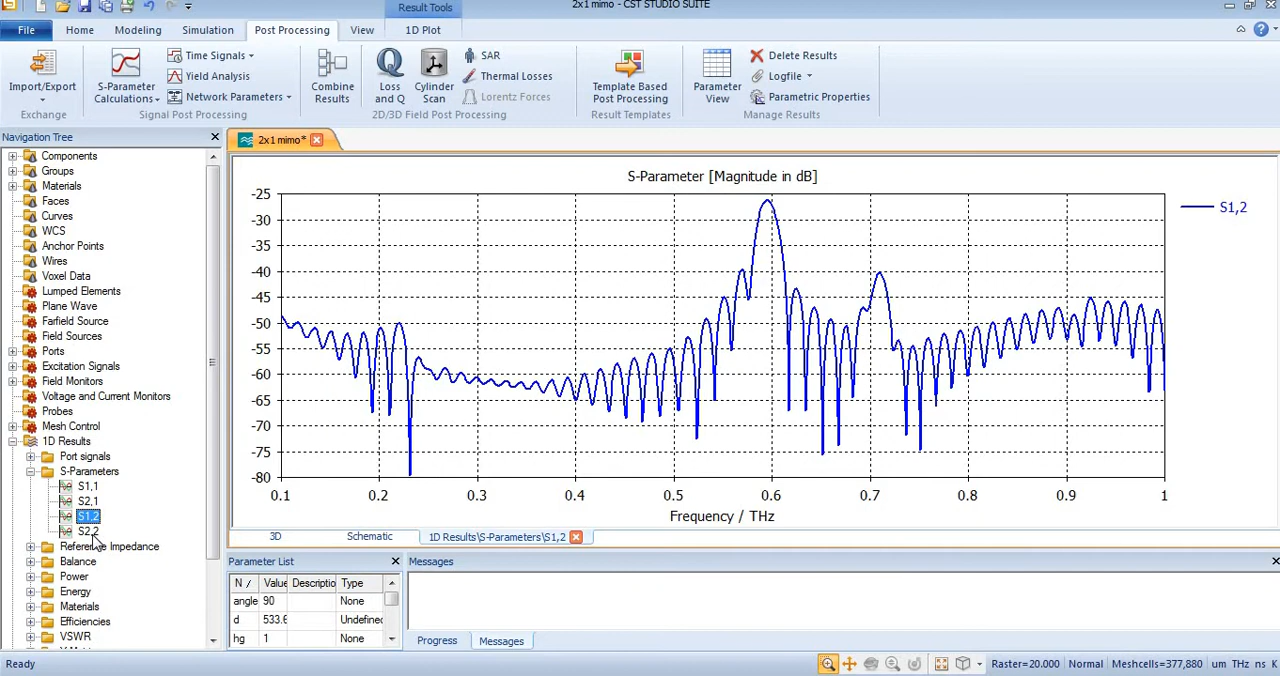 2x1 mimo - CST STUDIO SUITE
Result Tools
File Home Modeling Simulation Post Processing View 1D Plot
Import/Export
Exchange
S-Parameter Calculations
Time Signals
Yield Analysis
Network Parameters
Signal Post Processing
Combine Results
Loss and Q
Cylinder Scan
SAR
Thermal Losses
Lorentz Forces
2D/3D Field Post Processing
Template Based Post Processing
Result Templates
Parameter View
Delete Results
Logfile
Parametric Properties
Manage Results
Navigation Tree
Components
Groups
Materials
Faces
Curves
WCS
Anchor Points
Wires
Voxel Data
Lumped Elements
Plane Wave
Farfield Source
Field Sources
Ports
Excitation Signals
Field Monitors
Voltage and Current Monitors
Probes
Mesh Control
1D Results
Port signals
S-Parameters
S1,1
S2,1
S1,2
S2,2
Reference Impedance
Balance
Power
Energy
Materials
Efficiencies
VSWR
2x1 mimo*
S-Parameter [Magnitude in dB]
S1,2
-25
-30
-35
-40
-45
-50
-55
-60
-65
-70
-75
-80
0.1 0.2 0.3 0.4 0.5 0.6 0.7 0.8 0.9 1
Frequency / THz
3D Schematic 1D Results\S-Parameters\S1,2
Parameter List
N / Value Descriptio Type
angle 90 None
d 533.6 Undefined
hg 1 None
Messages
Progress Messages
Ready
Raster=20.000 Normal Meshcells=377,880 um THz ns K